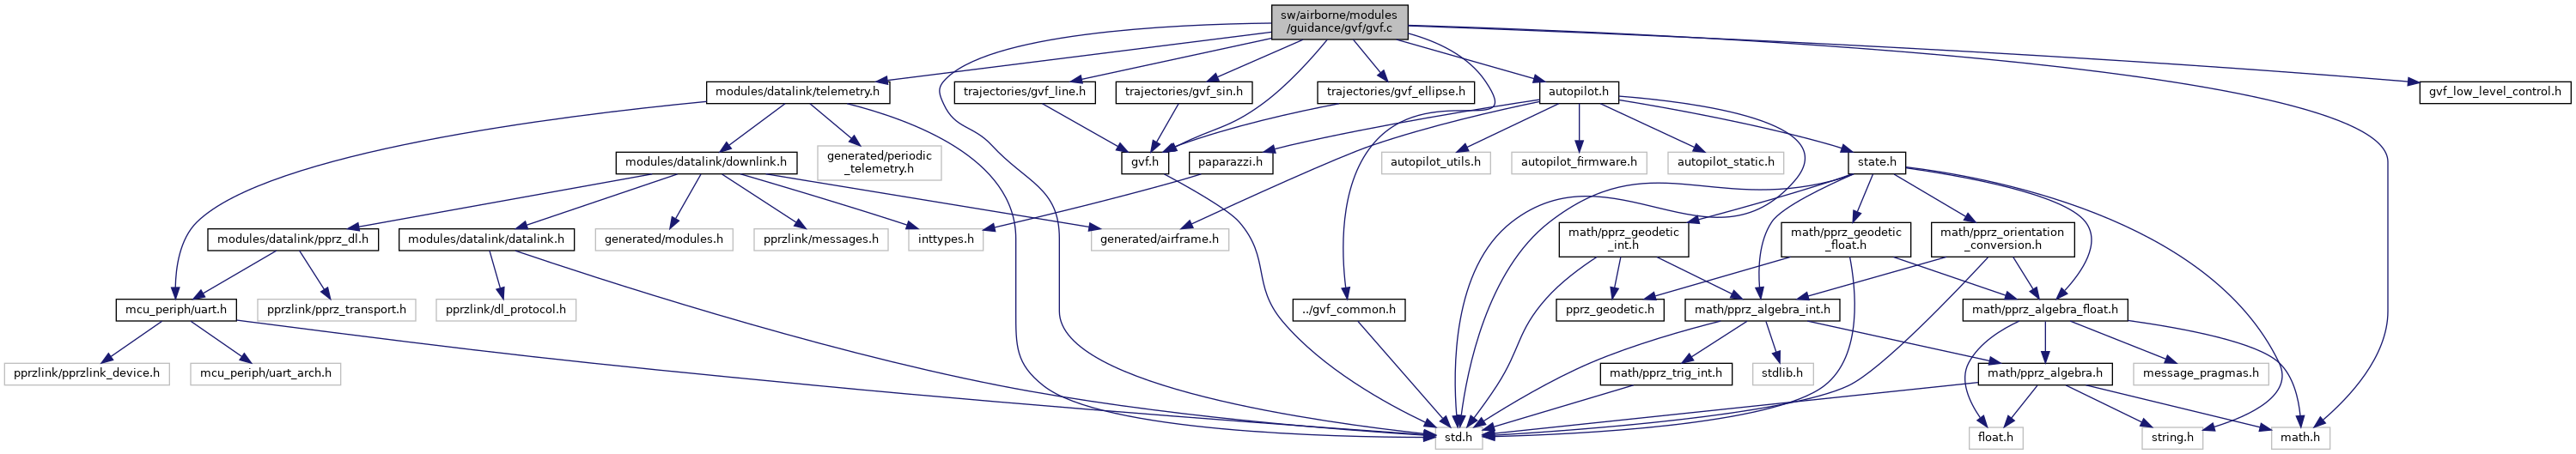 sw/airborne/modules
/guidance/gvf/gvf.c
modules/datalink/telemetry.h
trajectories/gvf_line.h
trajectories/gvf_sin.h
trajectories/gvf_ellipse.h
autopilot.h
gvf_low_level_control.h
modules/datalink/downlink.h
generated/periodic
_telemetry.h
gvf.h
paparazzi.h
autopilot_utils.h
autopilot_firmware.h
autopilot_static.h
state.h
modules/datalink/pprz_dl.h
modules/datalink/datalink.h
generated/modules.h
pprzlink/messages.h
inttypes.h
generated/airframe.h
math/pprz_geodetic
_int.h
math/pprz_geodetic
_float.h
math/pprz_orientation
_conversion.h
mcu_periph/uart.h
pprzlink/pprz_transport.h
pprzlink/dl_protocol.h
../gvf_common.h
pprz_geodetic.h
math/pprz_algebra_int.h
math/pprz_algebra_float.h
pprzlink/pprzlink_device.h
mcu_periph/uart_arch.h
math/pprz_trig_int.h
stdlib.h
math/pprz_algebra.h
message_pragmas.h
std.h
float.h
string.h
math.h